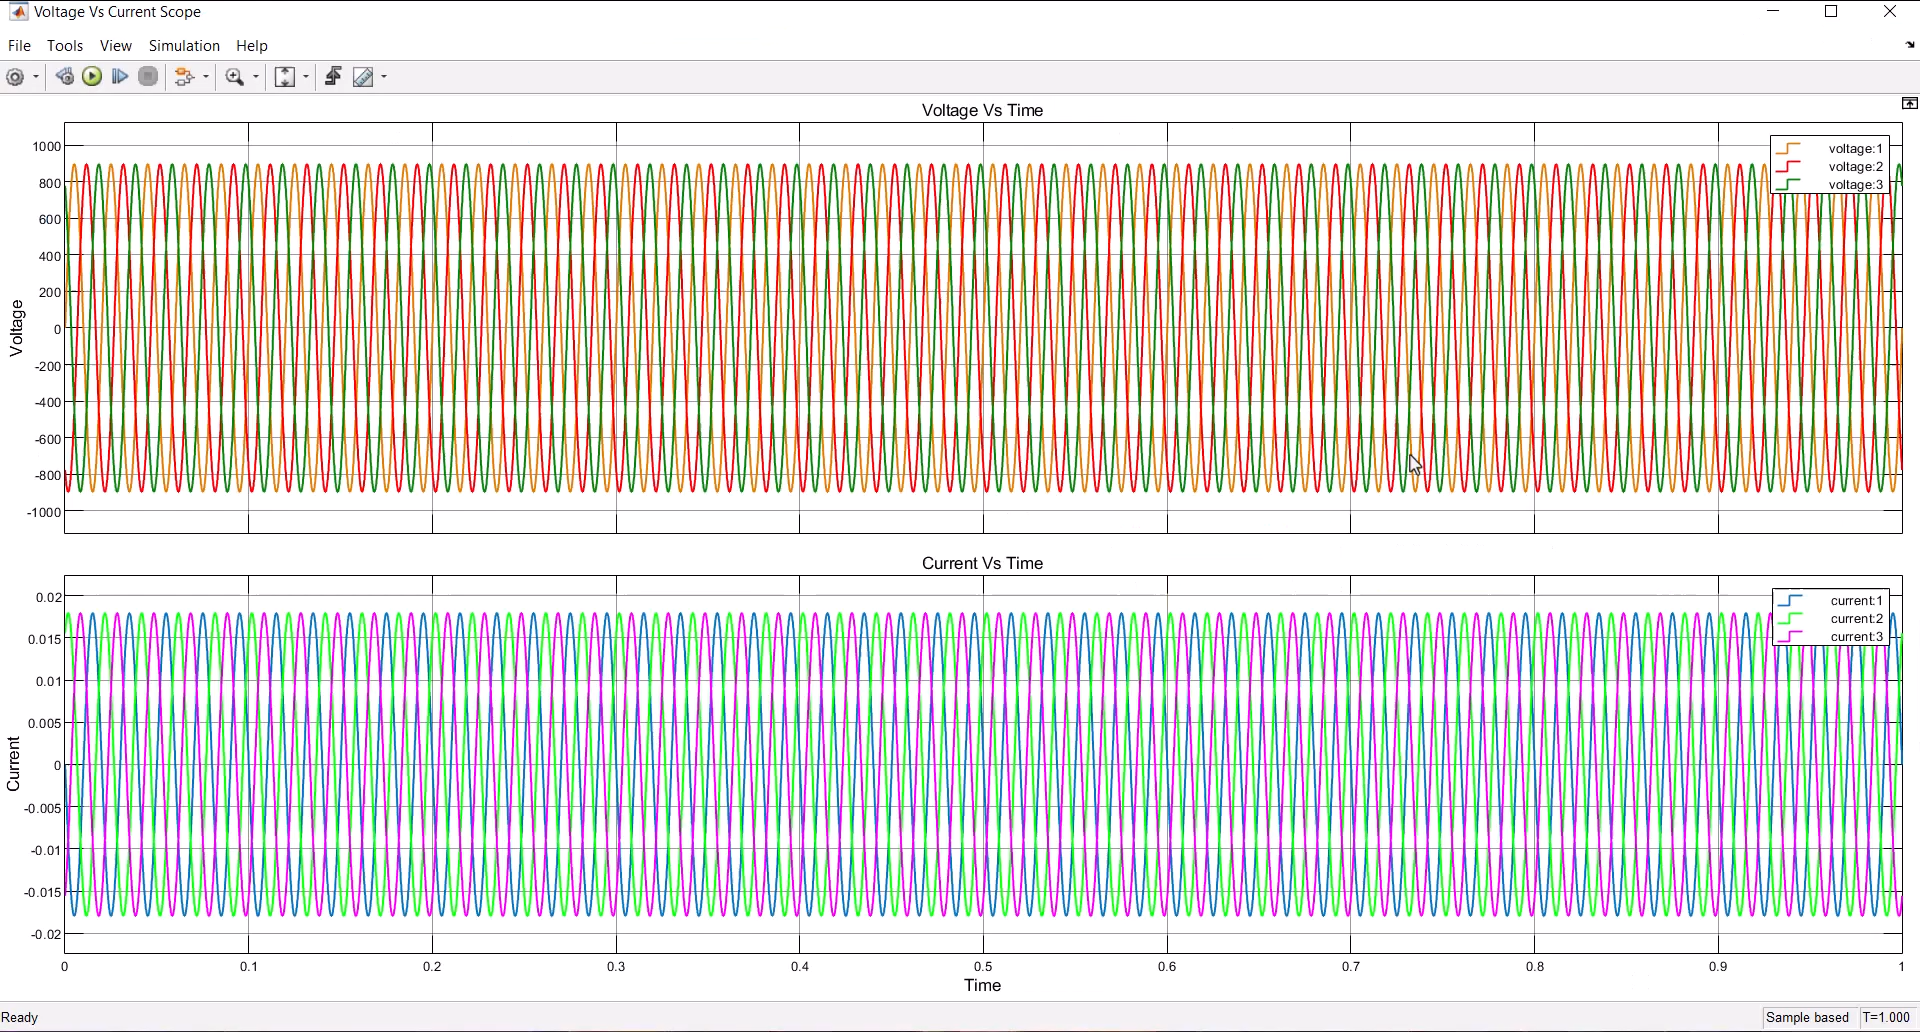 Voltage Vs Current Scope
File Tools View Simulation Help
Voltage Vs Time
1000
800
600
400
200
0
-200
-400
-600
-800
-1000
Voltage
voltage:1
voltage:2
voltage:3
Current Vs Time
0.02
0.015
0.01
0.005
0
-0.005
-0.01
-0.015
-0.02
Current
current:1
current:2
current:3
0 0.1 0.2 0.3 0.4 0.5 0.6 0.7 0.8 0.9 1
Time
Ready Sample based T=1.000